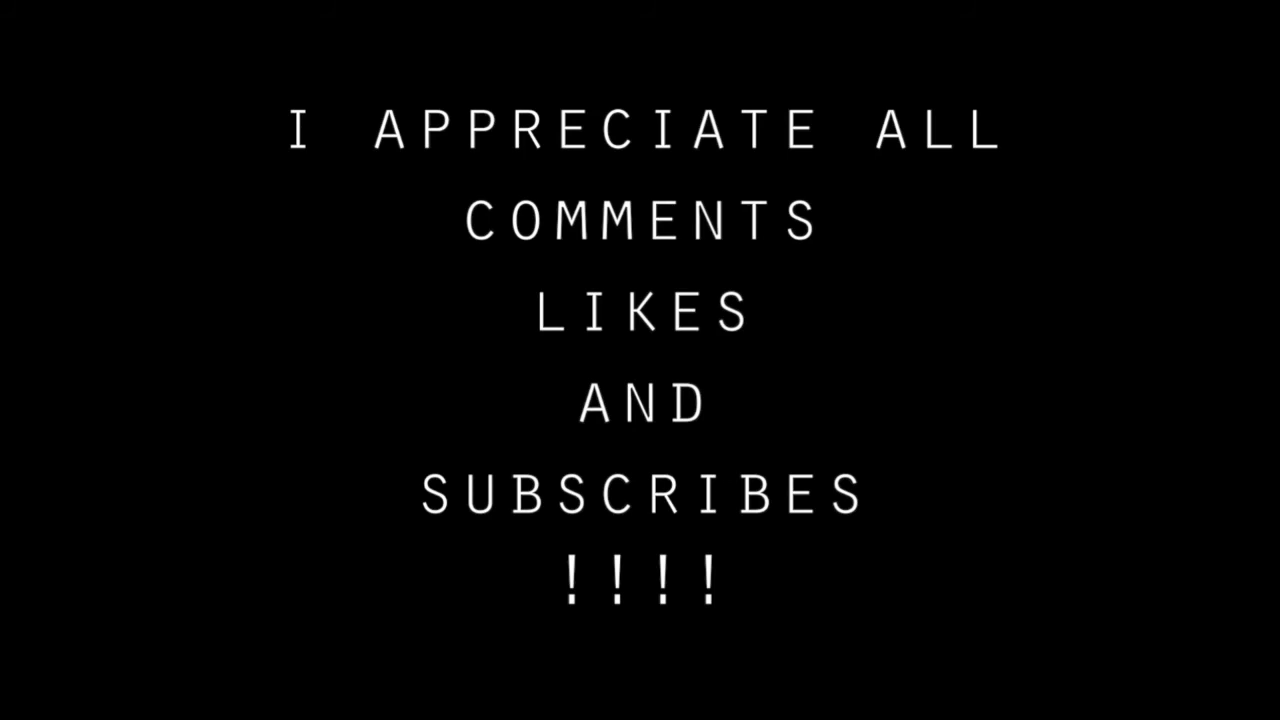 I APPRECIATE ALL
COMMENTS
LIKES
AND
SUBSCRIBES
!!!!